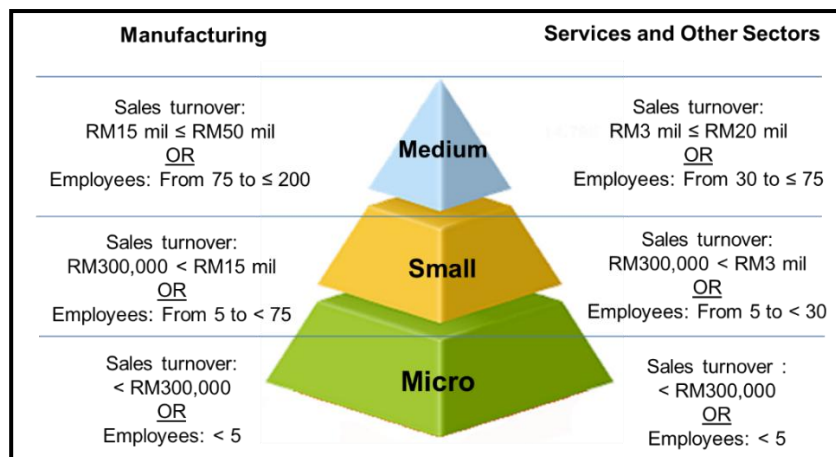 Manufacturing
Services and Other Sectors
Sales turnover:
RM15 mil ≤ RM50 mil
OR
Employees: From 75 to ≤ 200
Medium
Sales turnover:
RM3 mil ≤ RM20 mil
OR
Employees: From 30 to ≤ 75
Sales turnover:
RM300,000 < RM15 mil
OR
Employees: From 5 to < 75
Small
Sales turnover:
RM300,000 < RM3 mil
OR
Employees: From 5 to < 30
Sales turnover:
< RM300,000
OR
Employees: < 5
Micro
Sales turnover :
< RM300,000
OR
Employees: < 5